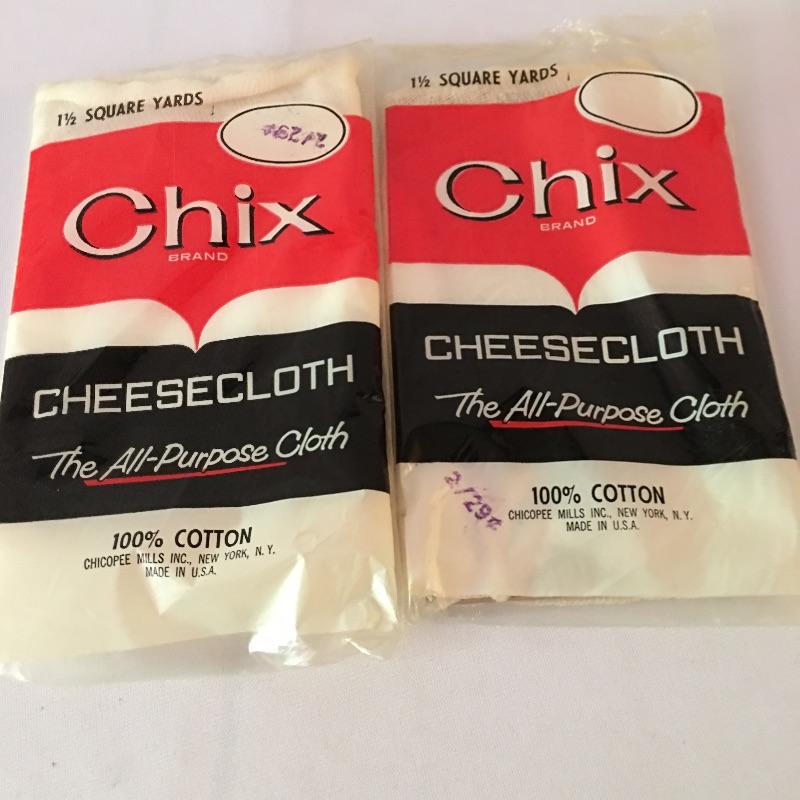 1½ SQUARE YARDS
2/29¢
Chix
BRAND
CHEESECLOTH
The All-Purpose Cloth
100% COTTON
CHICOPEE MILLS INC., NEW YORK, N.Y.
MADE IN U.S.A.
1½ SQUARE YARDS
Chix
BRAND
CHEESECLOTH
The All-Purpose Cloth
2/29¢
100% COTTON
CHICOPEE MILLS INC., NEW YORK, N.Y.
MADE IN U.S.A.